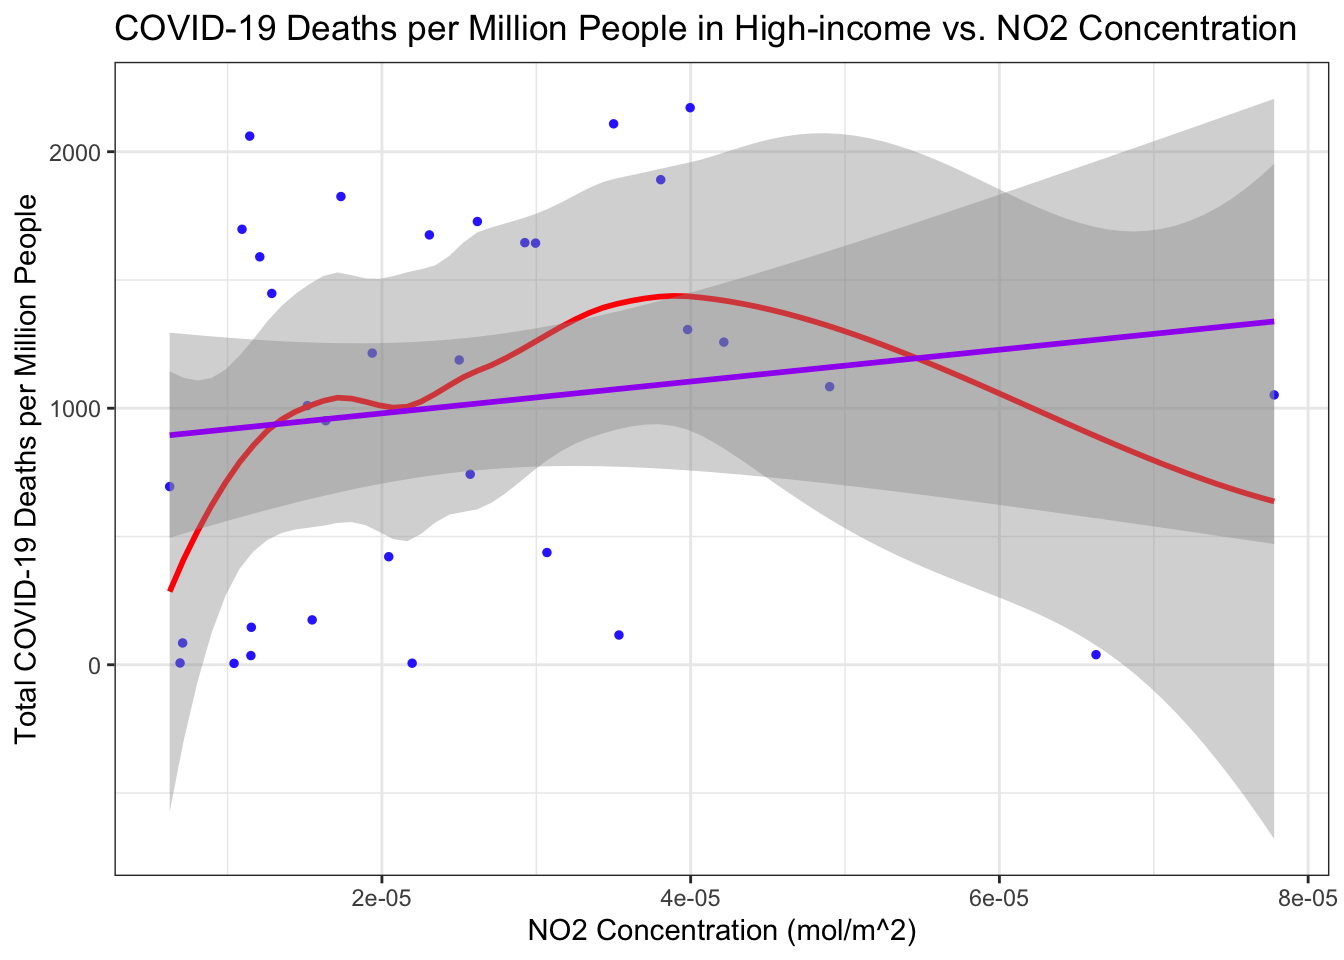 COVID-19 Deaths per Million People in High-income vs. NO2 Concentration
Total COVID-19 Deaths per Million People
2000
1000
0
2e-05
4e-05
6e-05
8e-05
NO2 Concentration (mol/m^2)